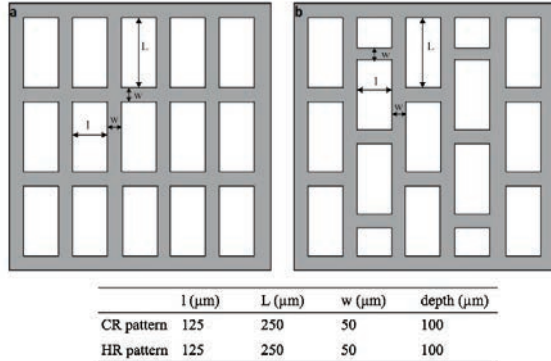 a
L
w
l
w
b
w
L
l
w
l (μm) L (μm) w (μm) depth (μm)
CR pattern 125 250 50 100
HR pattern 125 250 50 100